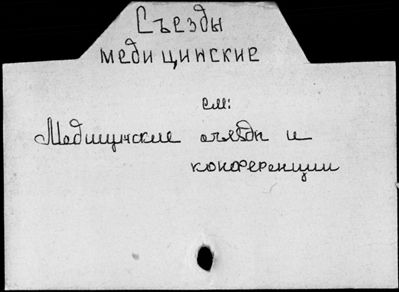 Съезды
медицинские
см:
Медицинские съезды и
конференции